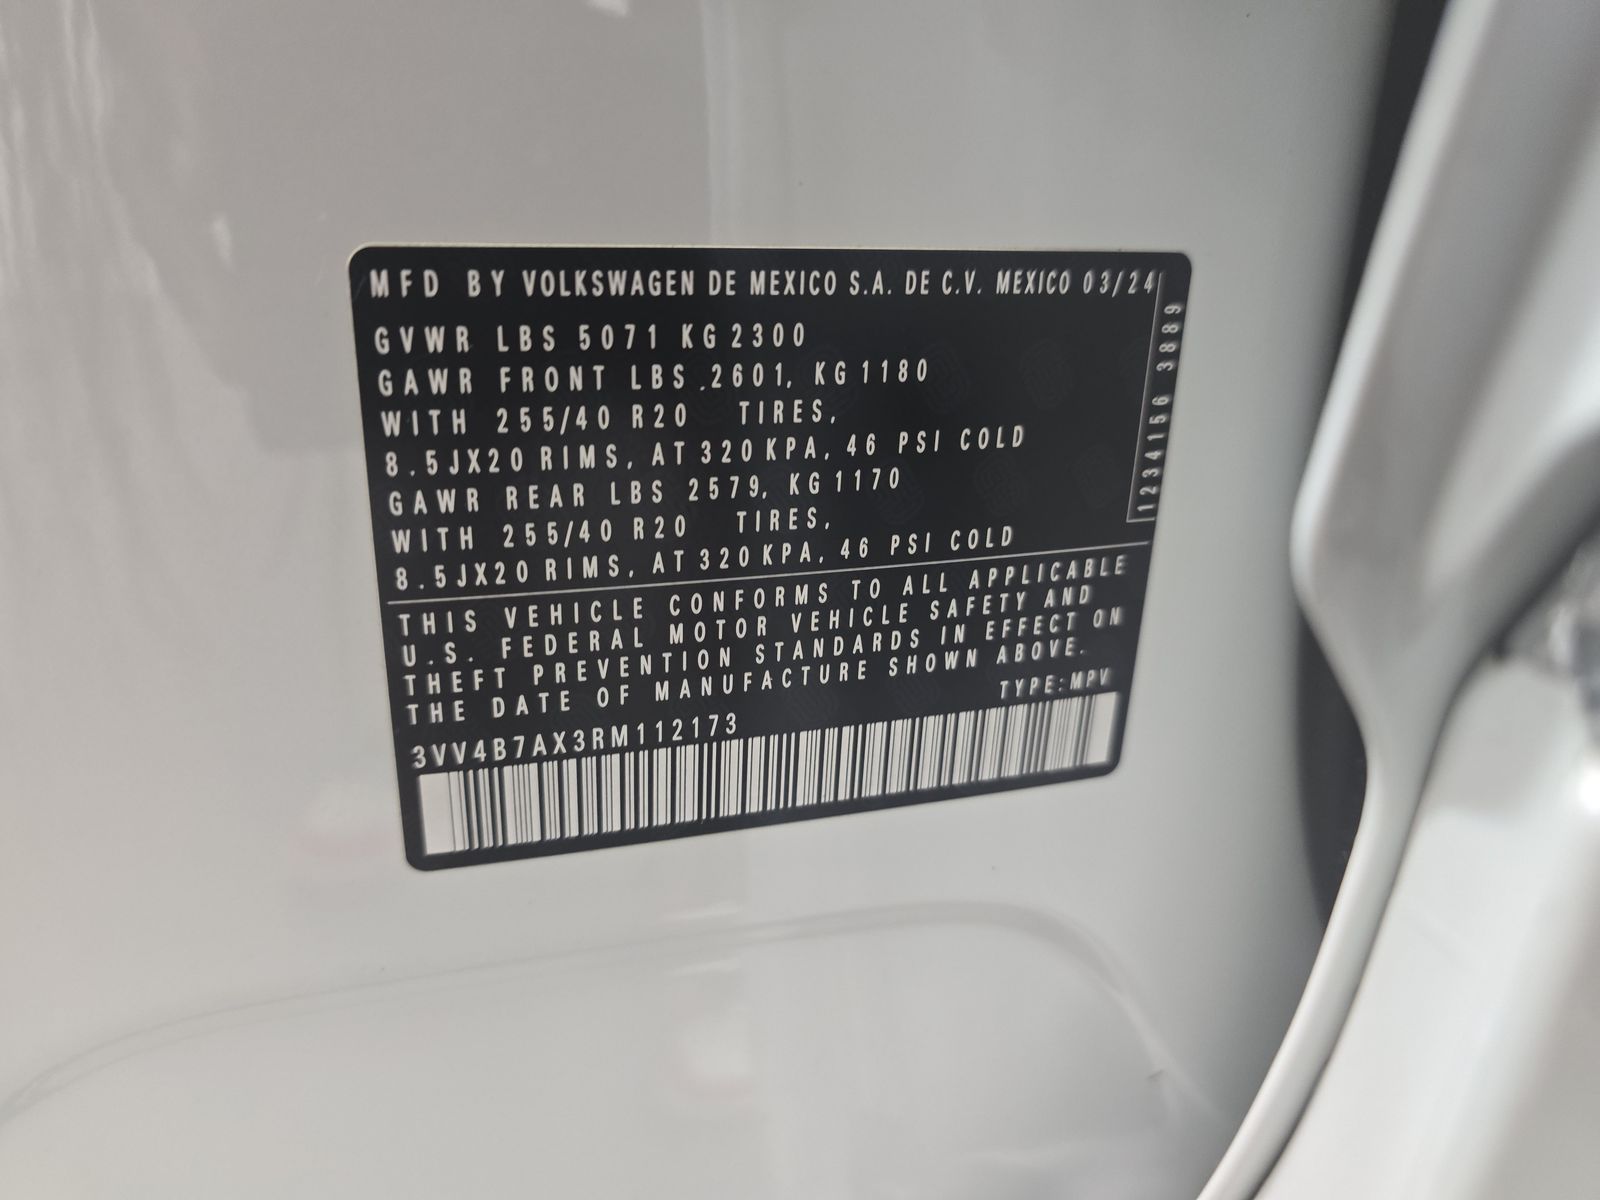 MFD BY VOLKSWAGEN DE MEXICO S.A. DE C.V. MEXICO 03/24
GVWR LBS 5071 KG 2300
GAWR FRONT LBS 2601, KG 1180
WITH 255/40 R20 TIRES,
8.5JX20 RIMS, AT 320 KPA, 46 PSI COLD
GAWR REAR LBS 2579, KG 1170
WITH 255/40 R20 TIRES,
8.5JX20 RIMS, AT 320 KPA, 46 PSI COLD
1234156 3889
THIS VEHICLE CONFORMS TO ALL APPLICABLE
U.S. FEDERAL MOTOR VEHICLE SAFETY AND
THEFT PREVENTION STANDARDS IN EFFECT ON
THE DATE OF MANUFACTURE SHOWN ABOVE.
TYPE:MPV
3VV4B7AX3RM112173